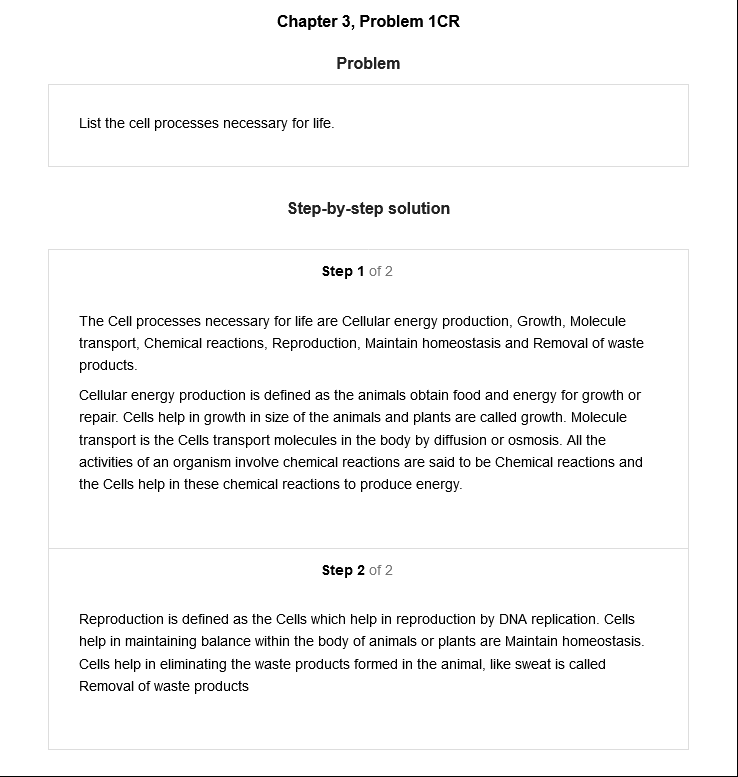 Chapter 3, Problem 1CR
Problem
List the cell processes necessary for life.
Step-by-step solution
Step 1 of 2
The Cell processes necessary for life are Cellular energy production, Growth, Molecule
transport, Chemical reactions, Reproduction, Maintain homeostasis and Removal of waste
products.
Cellular energy production is defined as the animals obtain food and energy for growth or
repair. Cells help in growth in size of the animals and plants are called growth. Molecule
transport is the Cells transport molecules in the body by diffusion or osmosis. All the
activities of an organism involve chemical reactions are said to be Chemical reactions and
the Cells help in these chemical reactions to produce energy.
Step 2 of 2
Reproduction is defined as the Cells which help in reproduction by DNA replication. Cells
help in maintaining balance within the body of animals or plants are Maintain homeostasis.
Cells help in eliminating the waste products formed in the animal, like sweat is called
Removal of waste products